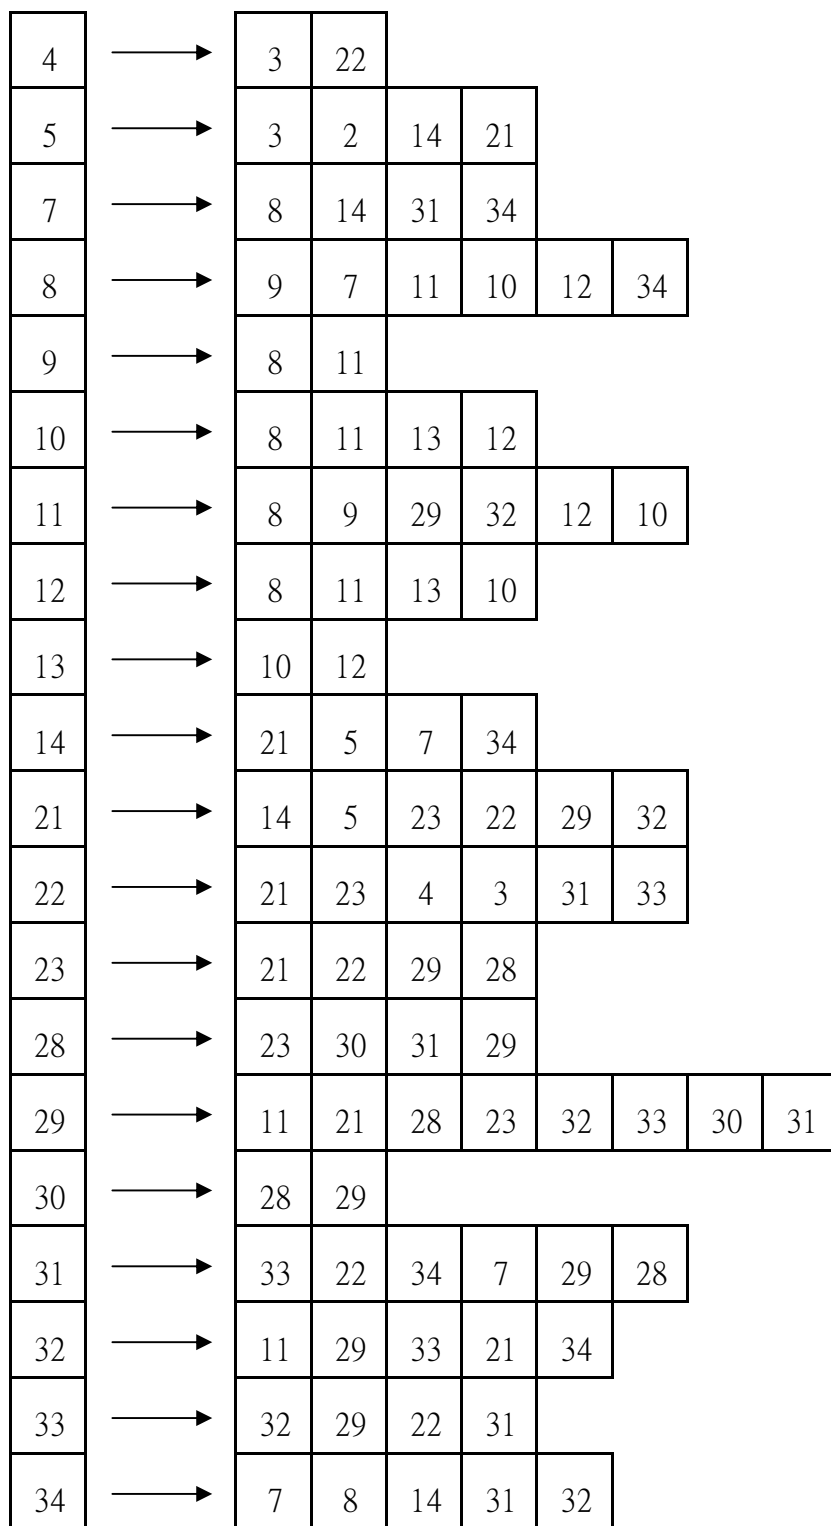 4 3 22
5 3 2 14 21
7 8 14 31 34
8 9 7 11 10 12 34
9 8 11
10 8 11 13 12
11 8 9 29 32 12 10
12 8 11 13 10
13 10 12
14 21 5 7 34
21 14 5 23 22 29 32
22 21 23 4 3 31 33
23 21 22 29 28
28 23 30 31 29
29 11 21 28 23 32 33 30 31
30 28 29
31 33 22 34 7 29 28
32 11 29 33 21 34
33 32 29 22 31
34 7 8 14 31 32